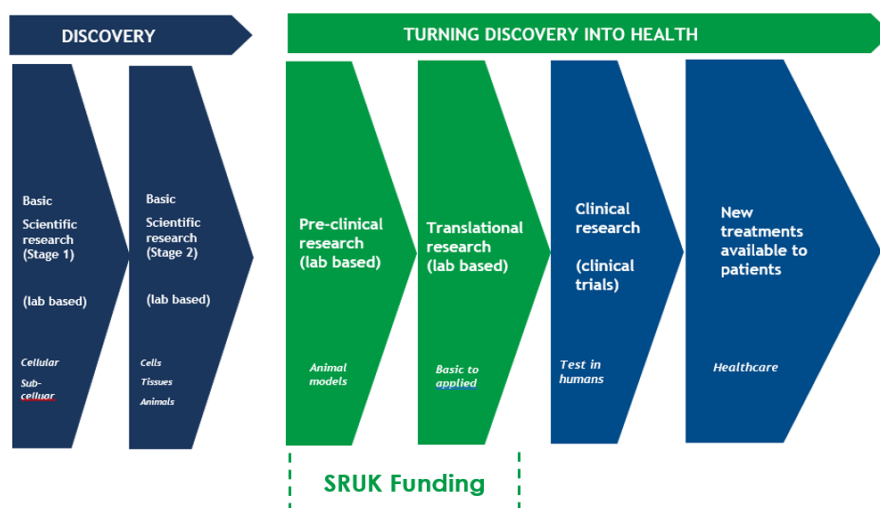 DISCOVERY
TURNING DISCOVERY INTO HEALTH
Basic
Scientific
research
(Stage 1)
(lab based)
Cellular
Sub-
celluar
Basic
Scientific
research
(Stage 2)
(lab based)
Cells
Tissues
Animals
Pre-clinical
research
(lab based)
Animal
models
Translational
research
(lab based)
Basic to
applied
Clinical
research
(clinical
trials)
Test in
humans
New
treatments
available to
patients
Healthcare
SRUK Funding